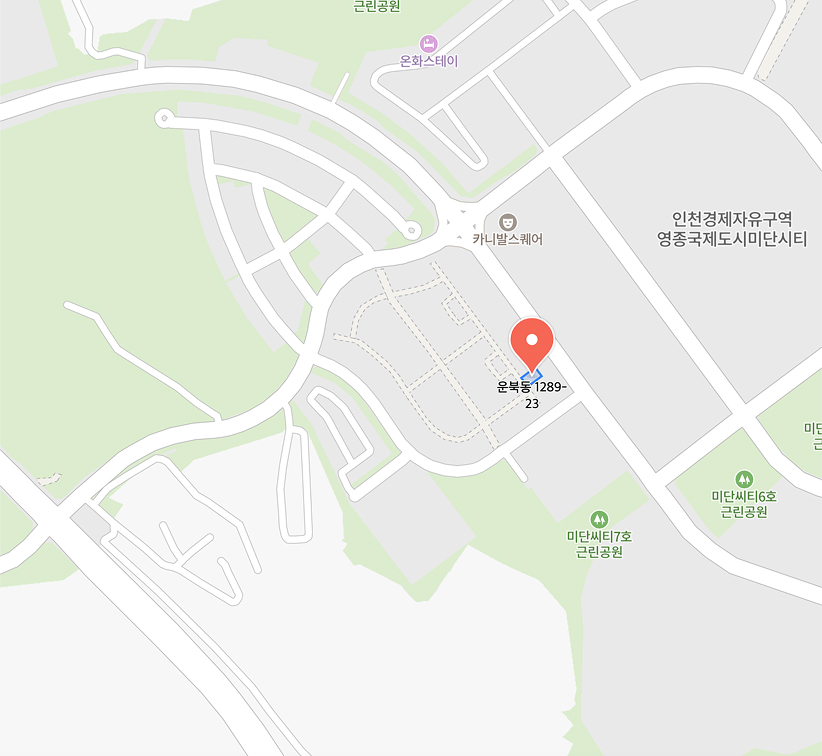 근린공원
온화스테이
카니발스퀘어
인천경제자유구역
영종국제도시미단시티
운북동 1289-
23
미단씨티6호
근린공원
미단씨티7호
근린공원